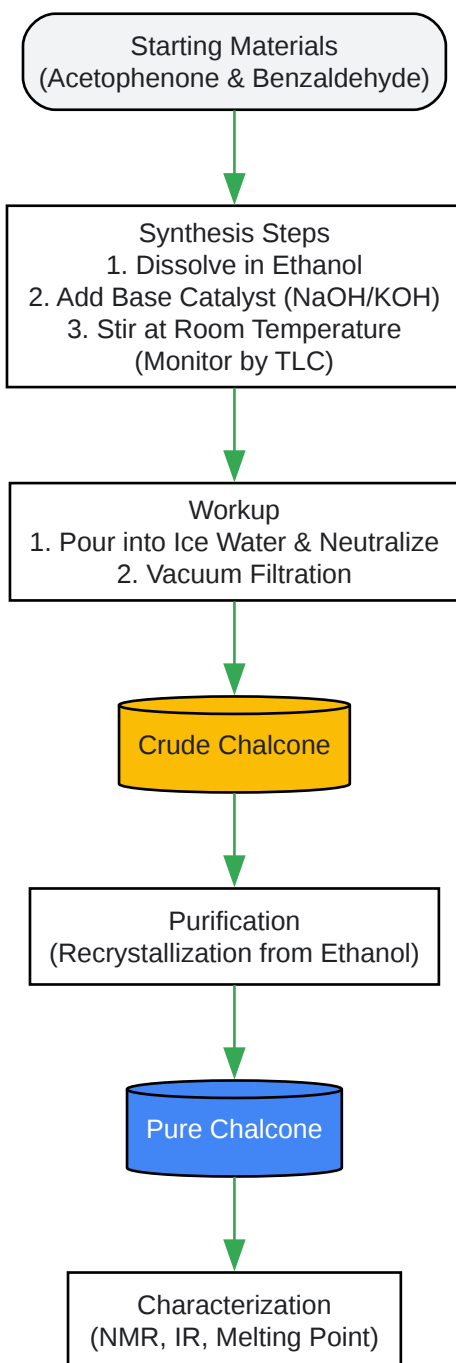 Starting Materials
(Acetophenone & Benzaldehyde)
Synthesis Steps
1. Dissolve in Ethanol
2. Add Base Catalyst (NaOH/KOH)
3. Stir at Room Temperature
(Monitor by TLC)
Workup
1. Pour into Ice Water & Neutralize
2. Vacuum Filtration
Crude Chalcone
Purification
(Recrystallization from Ethanol)
Pure Chalcone
Characterization
(NMR, IR, Melting Point)